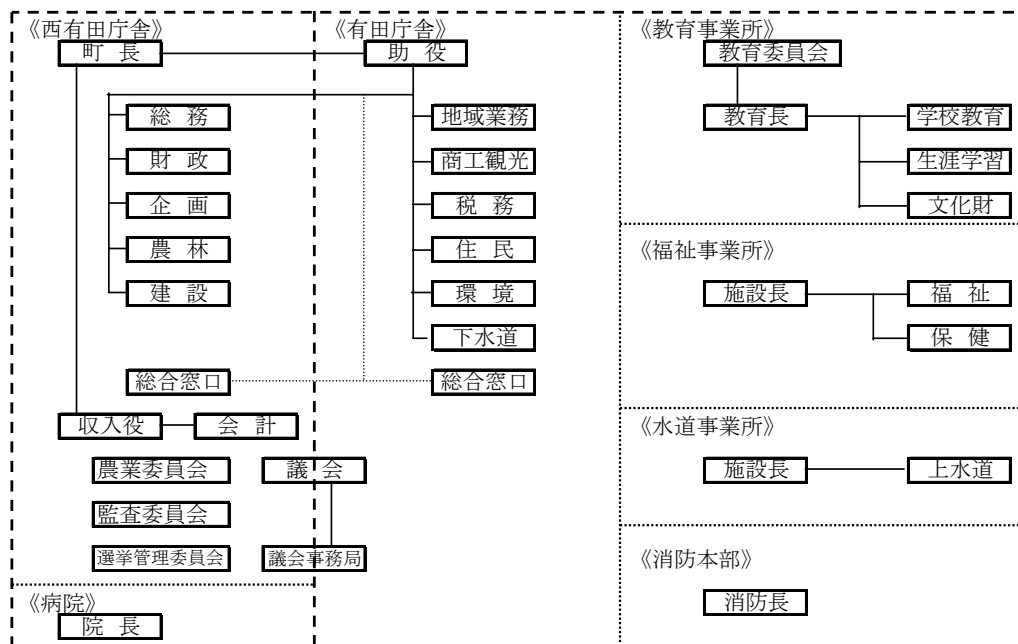 《西有田庁舎》
町 長
総 務
財 政
企 画
農 林
建 設
総合窓口
収入役
会 計
農業委員会
議 会
監査委員会
選挙管理委員会
議会事務局
《病院》
院 長
《有田庁舎》
助 役
地域業務
商工観光
税 務
住 民
環 境
下水道
総合窓口
《教育事業所》
教育委員会
教育長
学校教育
生涯学習
文化財
《福祉事業所》
施設長
福 祉
保 健
《水道事業所》
施設長
上水道
《消防本部》
消防長